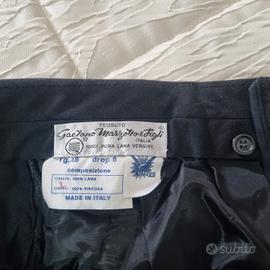 TESSUTO
Gaetano Marzotto & Figli
ITALIA
100% PURA LANA VERGINE
Tg.48 drop 6
composizione
TESSUTO: 100% LANA
100% VISCOSA
MADE IN ITALY
subito